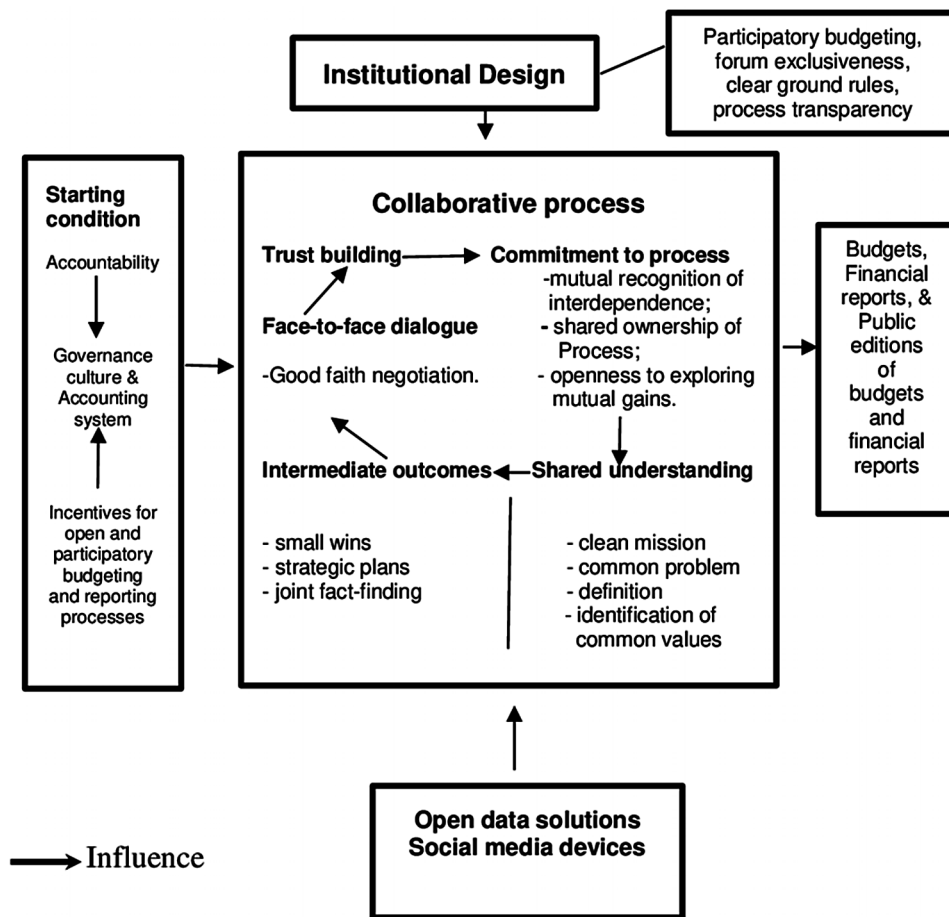 Institutional Design
Participatory budgeting,
forum exclusiveness,
clear ground rules,
process transparency
Starting
condition
Accountability
Governance
culture &
Accounting
system
Incentives for
open and
participatory
budgeting
and reporting
processes
Collaborative process
Trust building
Commitment to process
-mutual recognition of
interdependence;
- shared ownership of
Process;
- openness to exploring
mutual gains.
Face-to-face dialogue
-Good faith negotiation.
Intermediate outcomes
Shared understanding
- small wins
- strategic plans
- joint fact-finding
- clean mission
- common problem
- definition
- identification of
common values
Budgets,
Financial
reports, &
Public
editions
of
budgets
and
financial
reports
Open data solutions
Social media devices
Influence